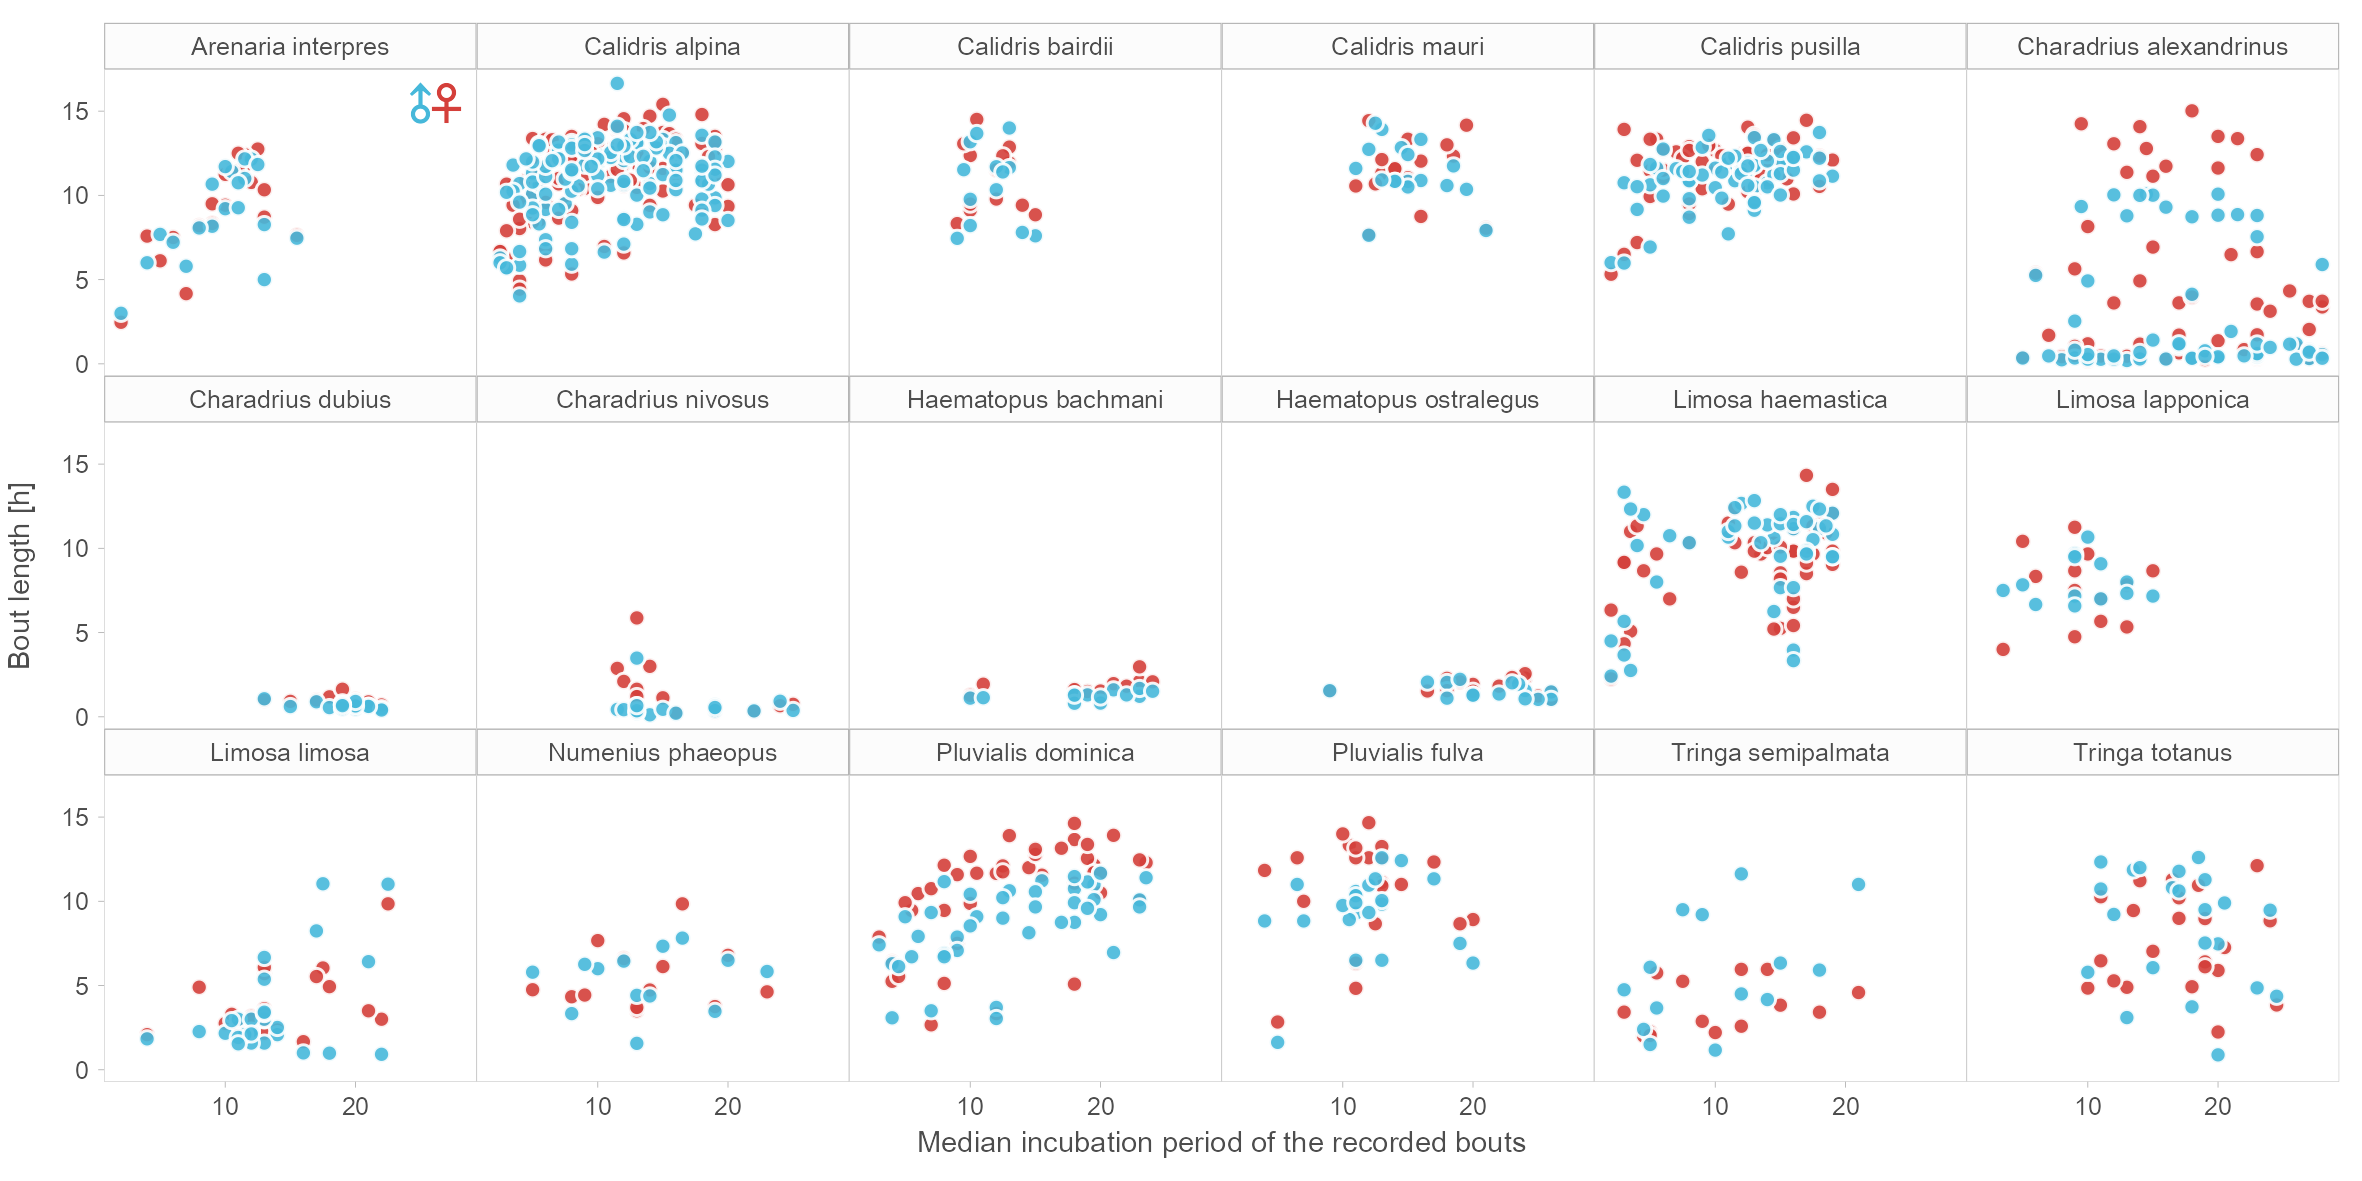 Arenaria interpres
Calidris alpina
Calidris bairdii
Calidris mauri
Calidris pusilla
Charadrius alexandrinus
15
10
5
0
Charadrius dubius
Charadrius nivosus
Haematopus bachmani
Haematopus ostralegus
Limosa haemastica
Limosa lapponica
15
10
5
0
Bout length [h]
Limosa limosa
Numenius phaeopus
Pluvialis dominica
Pluvialis fulva
Tringa semipalmata
Tringa totanus
15
10
5
0
10 20
10 20
10 20
10 20
10 20
10 20
Median incubation period of the recorded bouts